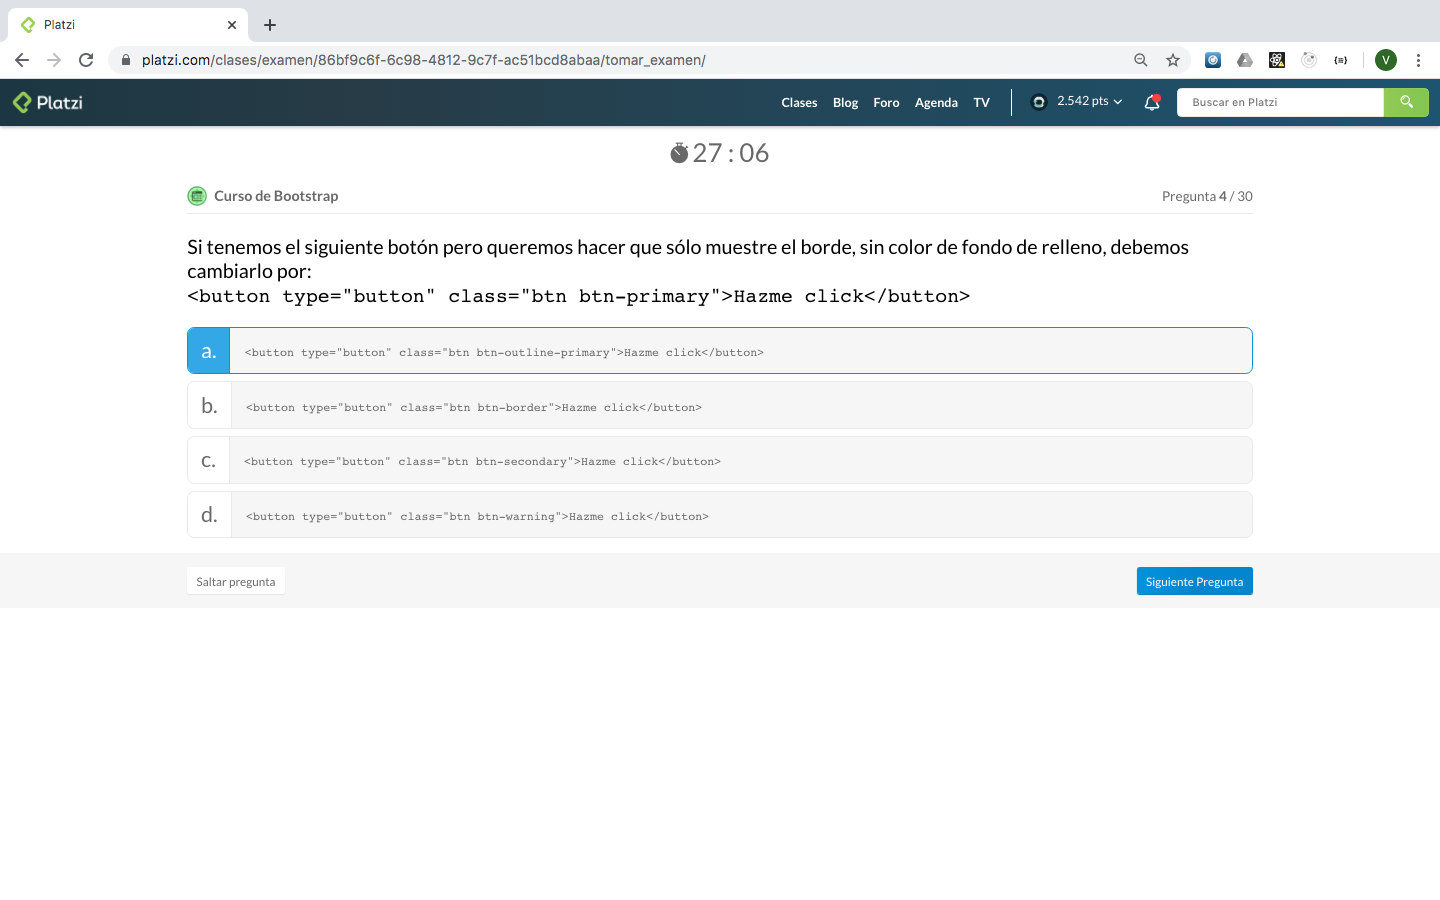 Platzi
platzi.com/clases/examen/86bf9c6f-6c98-4812-9c7f-ac51bcd8abaa/tomar_examen/
V
Platzi
Clases Blog Foro Agenda TV 2.542 pts Buscar en Platzi
27 : 06
Curso de Bootstrap Pregunta 4 / 30
Si tenemos el siguiente botón pero queremos hacer que sólo muestre el borde, sin color de fondo de relleno, debemos
cambiarlo por:
<button type="button" class="btn btn-primary">Hazme click</button>
a. <button type="button" class="btn btn-outline-primary">Hazme click</button>
b. <button type="button" class="btn btn-border">Hazme click</button>
c. <button type="button" class="btn btn-secondary">Hazme click</button>
d. <button type="button" class="btn btn-warning">Hazme click</button>
Saltar pregunta Siguiente Pregunta